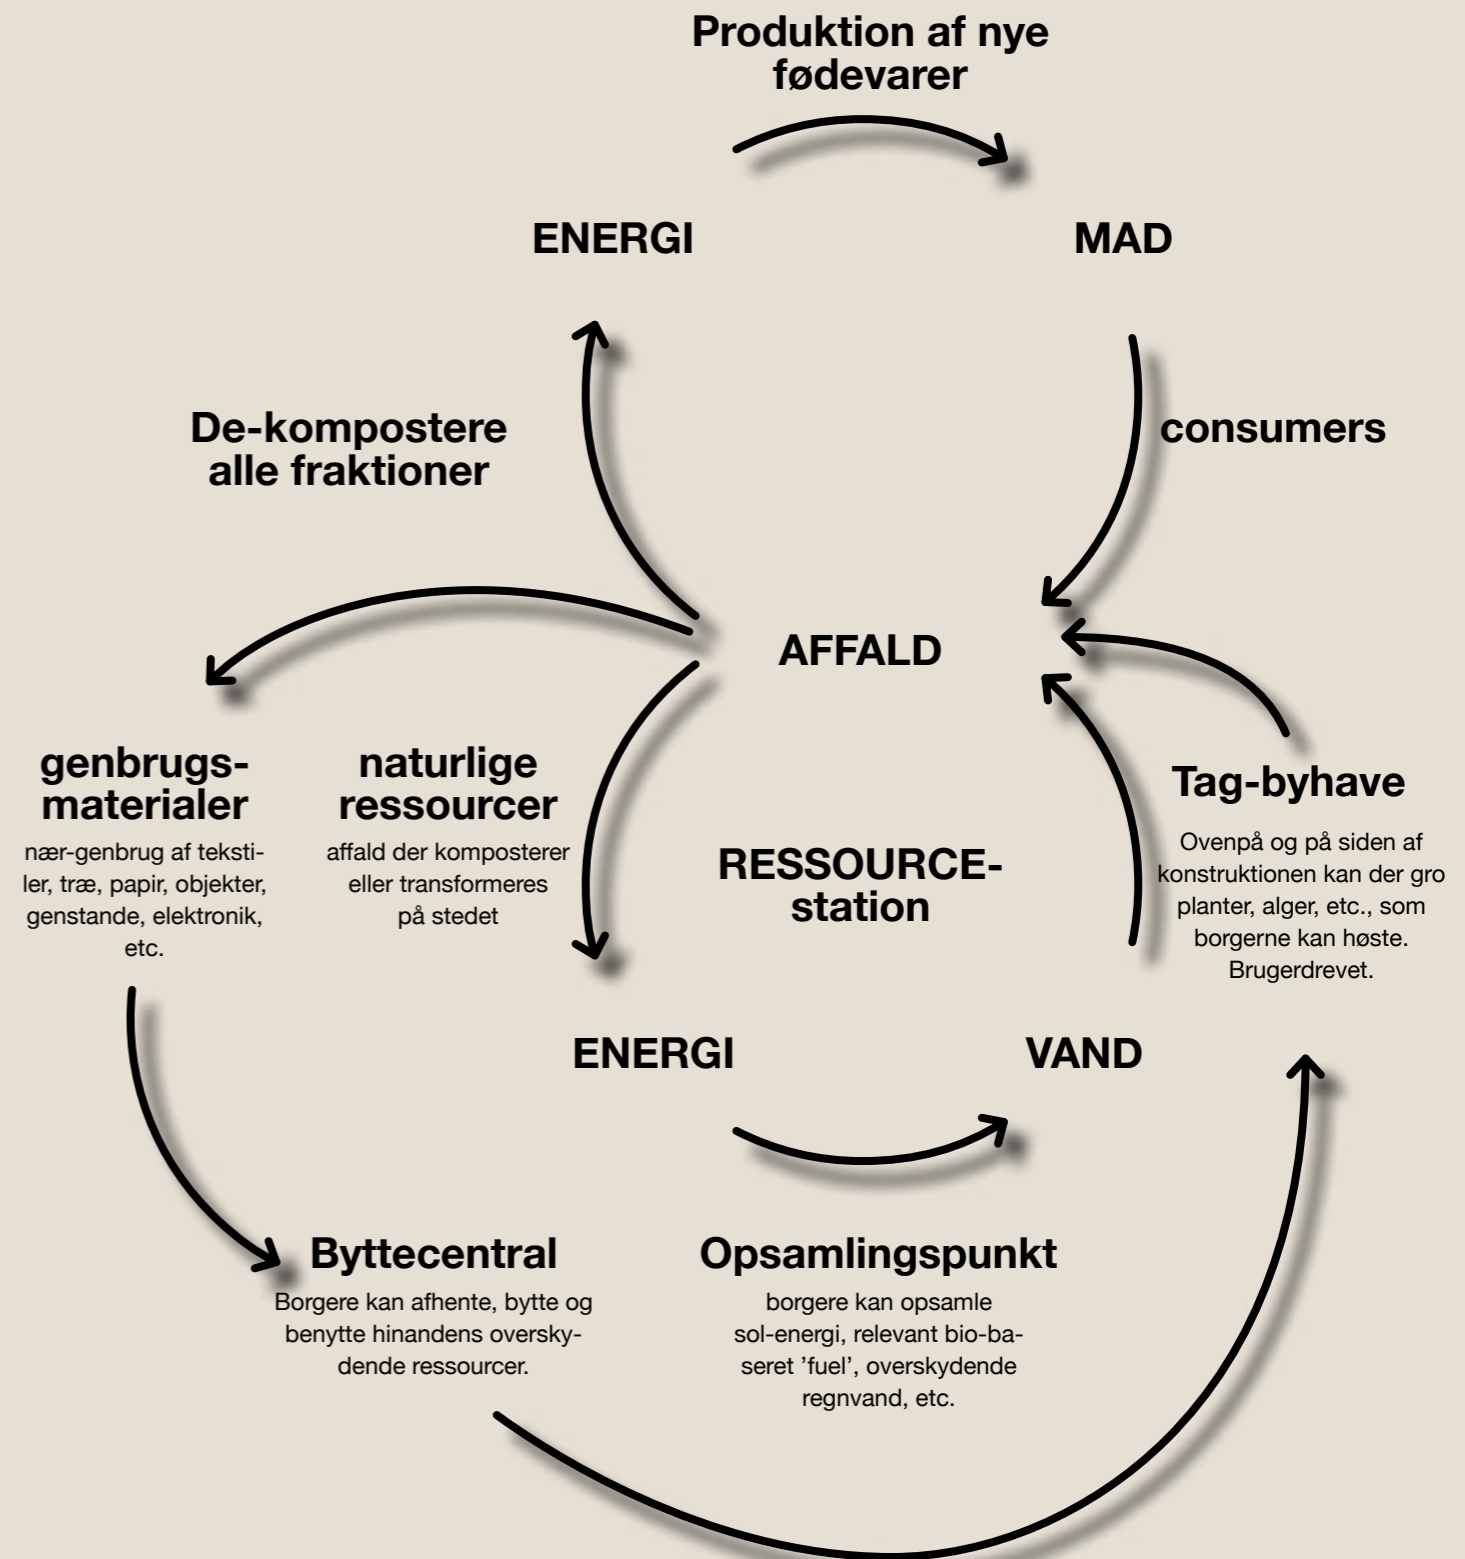 Produktion af nye
fødevarer
ENERGI
MAD
De-kompostere
alle fraktioner
consumers
AFFALD
genbrugs-
materialer
nær-genbrug af teksti-
ler, træ, papir, objekter,
genstande, elektronik,
etc.
naturlige
ressourcer
affald der komposterer
eller transformeres
på stedet
RESSOURCE-
station
Tag-byhave
Ovenpå og på siden af
konstruktionen kan der gro
planter, alger, etc., som
borgerne kan høste.
Brugerdrevet.
ENERGI
VAND
Byttecentral
Borgere kan afhente, bytte og
benytte hinandens oversky-
dende ressourcer.
Opsamlingspunkt
borgere kan opsamle
sol-energi, relevant bio-ba-
seret ’fuel’, overskydende
regnvand, etc.